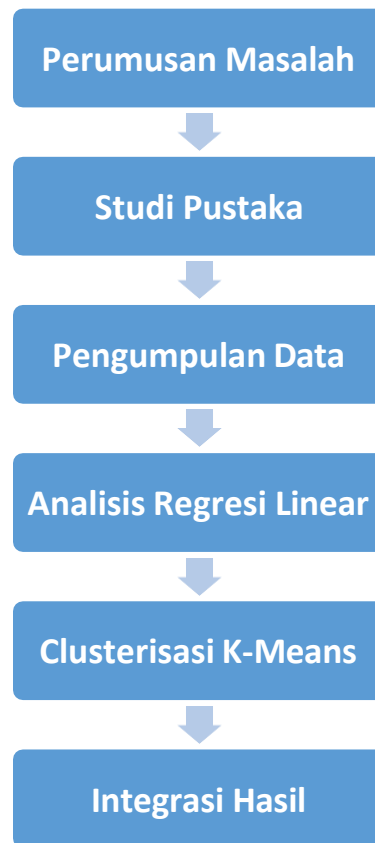 Perumusan Masalah
Studi Pustaka
Pengumpulan Data
Analisis Regresi Linear
Clusterisasi K-Means
Integrasi Hasil